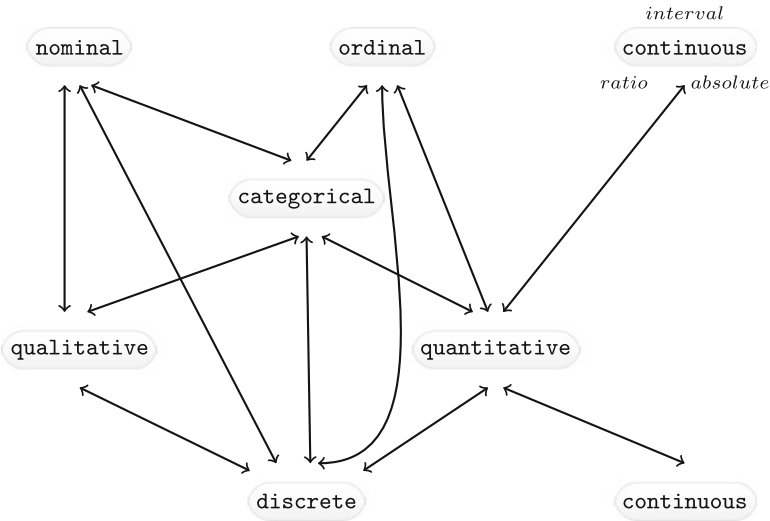 interval
nominal
ordinal
continuous
ratio
absolute
categorical
qualitative
quantitative
discrete
continuous